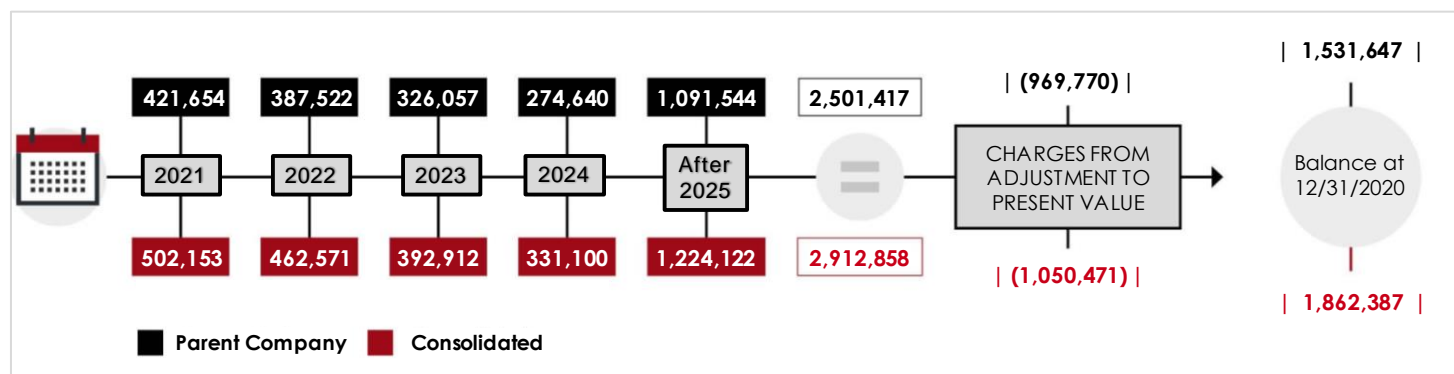 | 1,531,647 |
421,654 387,522 326,057 274,640 1,091,544 2,501,417 | (969,770) |
2021 2022 2023 2024 After
2025
=
CHARGES FROM
ADJUSTMENT TO
PRESENT VALUE
Balance at
12/31/2020
502,153 462,571 392,912 331,100 1,224,122 2,912,858 | (1,050,471) |
| 1,862,387 |
Parent Company Consolidated